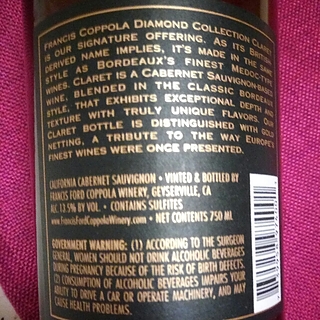 FRANCIS COPPOLA DIAMOND COLLECTION CLARET
IS OUR SIGNATURE OFFERING. AS ITS BRITISH
DERIVED NAME IMPLIES, IT'S MADE IN THE SAME
STYLE AS BORDEAUX'S FINEST MEDOC-TYPE
WINES. CLARET IS A CABERNET SAUVIGNON-BASED
WINE, BLENDED IN THE CLASSIC BORDEAUX
STYLE, THAT EXHIBITS EXCEPTIONAL DEPTH AND
TEXTURE WITH TRULY UNIQUE FLAVORS. OUR
CLARET BOTTLE IS DISTINGUISHED WITH GOLD
NETTING, A TRIBUTE TO THE WAY EUROPE'S
FINEST WINES WERE ONCE PRESENTED.
CALIFORNIA CABERNET SAUVIGNON • VINTED & BOTTLED BY
FRANCIS FORD COPPOLA WINERY, GEYSERVILLE, CA
ALC. 13.5% BY VOL. • CONTAINS SULFITES
www.FrancisFordCoppolaWinery.com • NET CONTENTS 750 ML
GOVERNMENT WARNING: (1) ACCORDING TO THE SURGEON
GENERAL, WOMEN SHOULD NOT DRINK ALCOHOLIC BEVERAGES
DURING PREGNANCY BECAUSE OF THE RISK OF BIRTH DEFECTS.
(2) CONSUMPTION OF ALCOHOLIC BEVERAGES IMPAIRS YOUR
ABILITY TO DRIVE A CAR OR OPERATE MACHINERY, AND MAY
CAUSE HEALTH PROBLEMS.